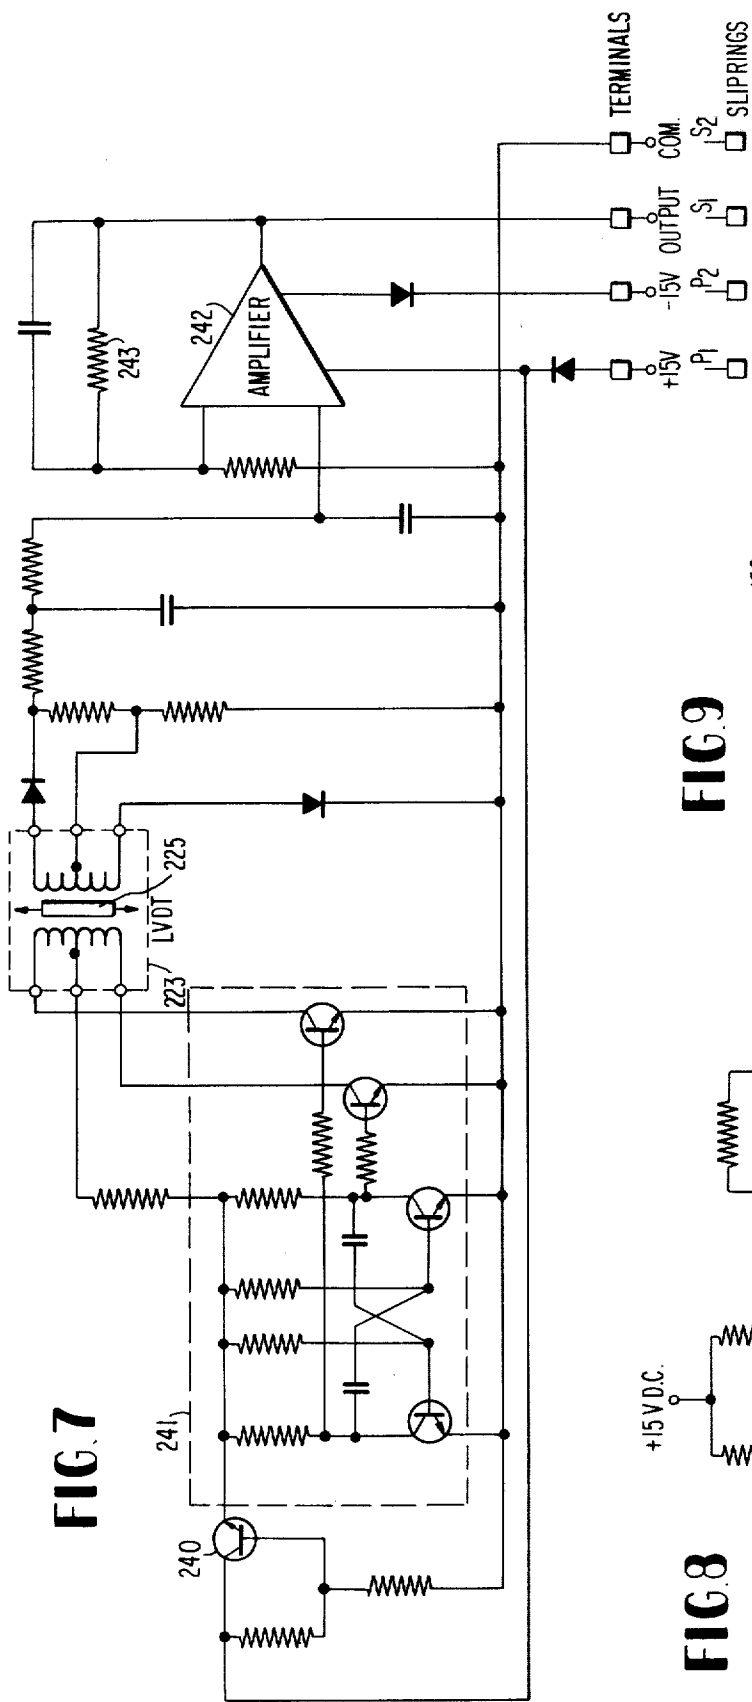 FIG.7
240
241
223
LVDT
225
243
242
AMPLIFIER
TERMINALS
+15V
-15V
OUTPUT
COM.
P1
P2
S1
S2
SLIPRINGS
FIG.8
+15 V D.C.
FIG.9